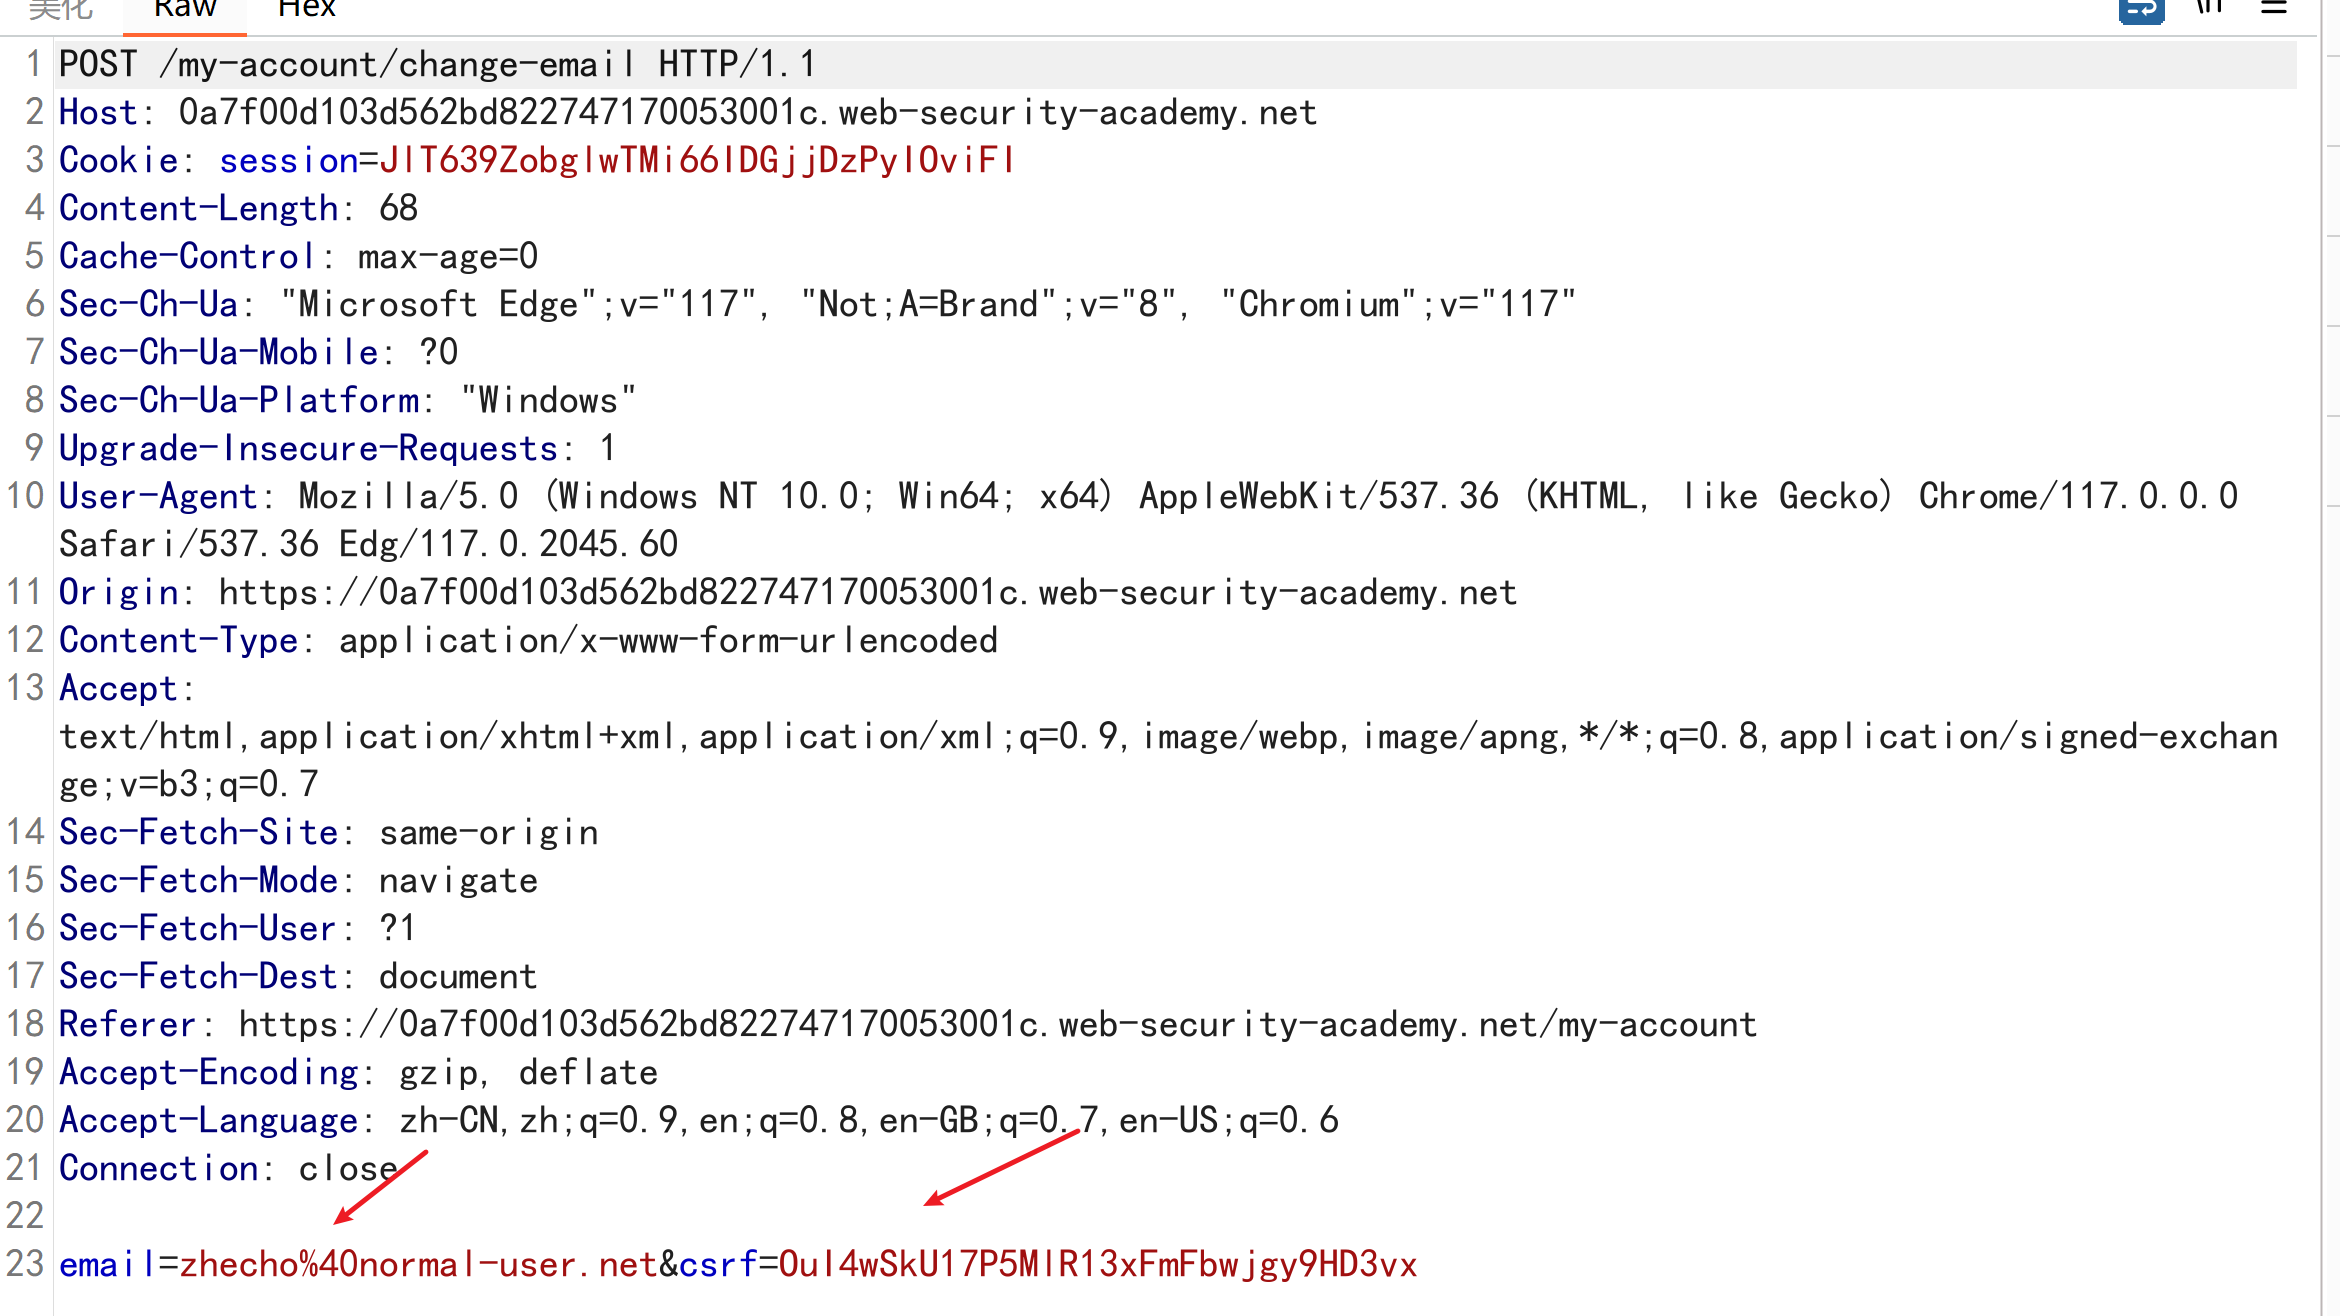 美化 Raw Hex \n
1 POST /my-account/change-email HTTP/1.1
2 Host: 0a7f00d103d562bd822747170053001c.web-security-academy.net
3 Cookie: session=JlT639ZobglwTMi66IDGjjDzPylOviFl
4 Content-Length: 68
5 Cache-Control: max-age=0
6 Sec-Ch-Ua: "Microsoft Edge";v="117", "Not;A=Brand";v="8", "Chromium";v="117"
7 Sec-Ch-Ua-Mobile: ?0
8 Sec-Ch-Ua-Platform: "Windows"
9 Upgrade-Insecure-Requests: 1
10 User-Agent: Mozilla/5.0 (Windows NT 10.0; Win64; x64) AppleWebKit/537.36 (KHTML, like Gecko) Chrome/117.0.0.0
Safari/537.36 Edg/117.0.2045.60
11 Origin: https://0a7f00d103d562bd822747170053001c.web-security-academy.net
12 Content-Type: application/x-www-form-urlencoded
13 Accept:
text/html,application/xhtml+xml,application/xml;q=0.9,image/webp,image/apng,*/*;q=0.8,application/signed-exchan
ge;v=b3;q=0.7
14 Sec-Fetch-Site: same-origin
15 Sec-Fetch-Mode: navigate
16 Sec-Fetch-User: ?1
17 Sec-Fetch-Dest: document
18 Referer: https://0a7f00d103d562bd822747170053001c.web-security-academy.net/my-account
19 Accept-Encoding: gzip, deflate
20 Accept-Language: zh-CN,zh;q=0.9,en;q=0.8,en-GB;q=0.7,en-US;q=0.6
21 Connection: close
22
23 email=zhecho%40normal-user.net&csrf=Oul4wSkU17P5MlR13xFmFbwjgy9HD3vx